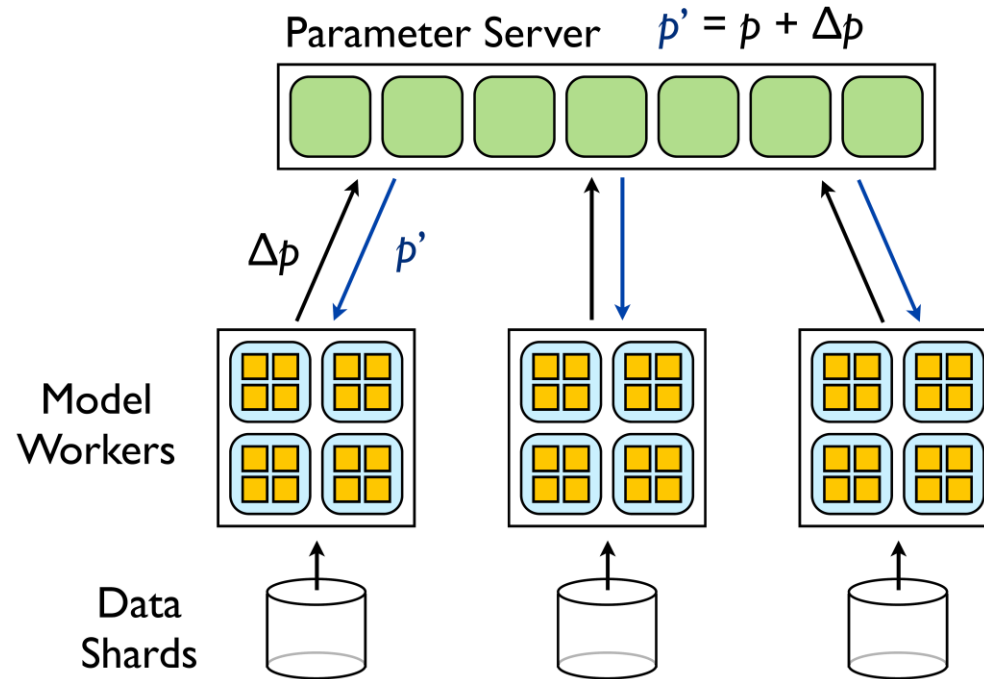 Parameter Server p’ = p + Δp
Δp p’
Model
Workers
Data
Shards